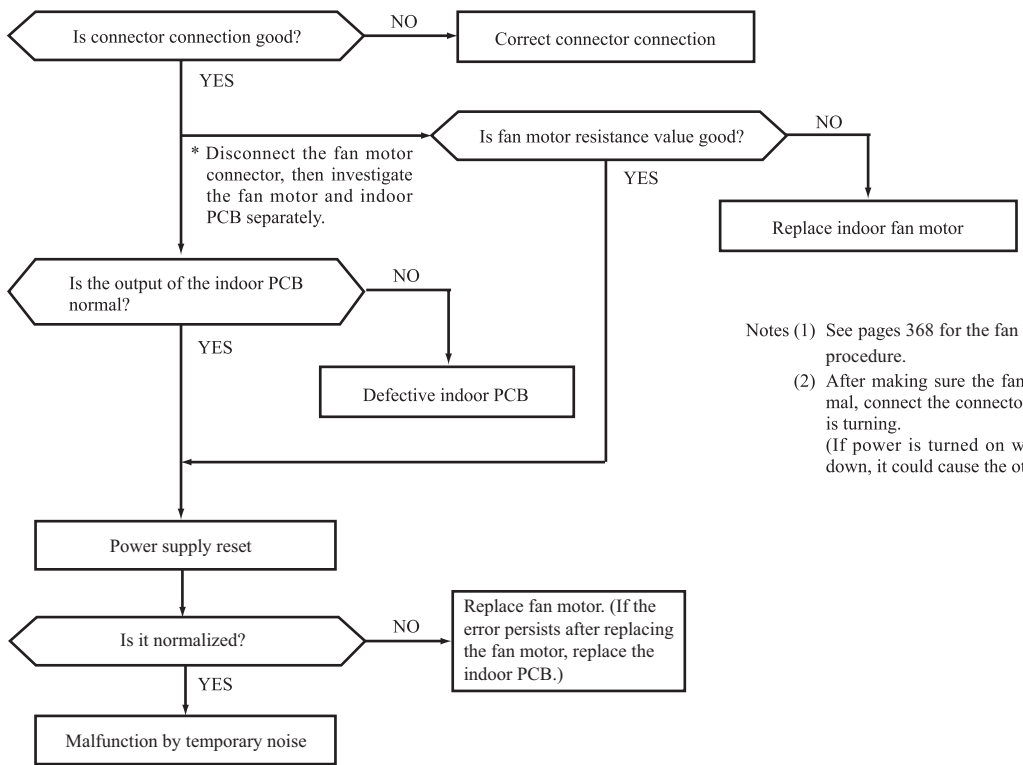 Is connector connection good?
NO
Correct connector connection
YES
Is fan motor resistance value good?
NO
* Disconnect the fan motor
connector, then investigate
the fan motor and indoor
PCB separately.
YES
Replace indoor fan motor
Is the output of the indoor PCB
normal?
NO
YES
Defective indoor PCB
Notes (1) See pages 368 for the fan
procedure.
(2) After making sure the fan
mal, connect the connecto
is turning.
(If power is turned on w
down, it could cause the ot
Power supply reset
Is it normalized?
NO
Replace fan motor. (If the
error persists after replacing
the fan motor, replace the
indoor PCB.)
YES
Malfunction by temporary noise